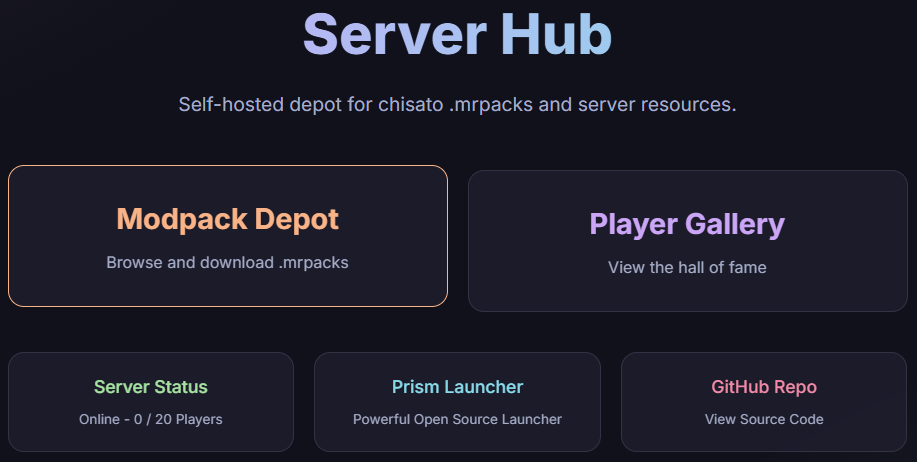 Server Hub
Self-hosted depot for chisato .mrpacks and server resources.
Modpack Depot
Browse and download .mrpacks
Player Gallery
View the hall of fame
Server Status
Online - 0 / 20 Players
Prism Launcher
Powerful Open Source Launcher
GitHub Repo
View Source Code